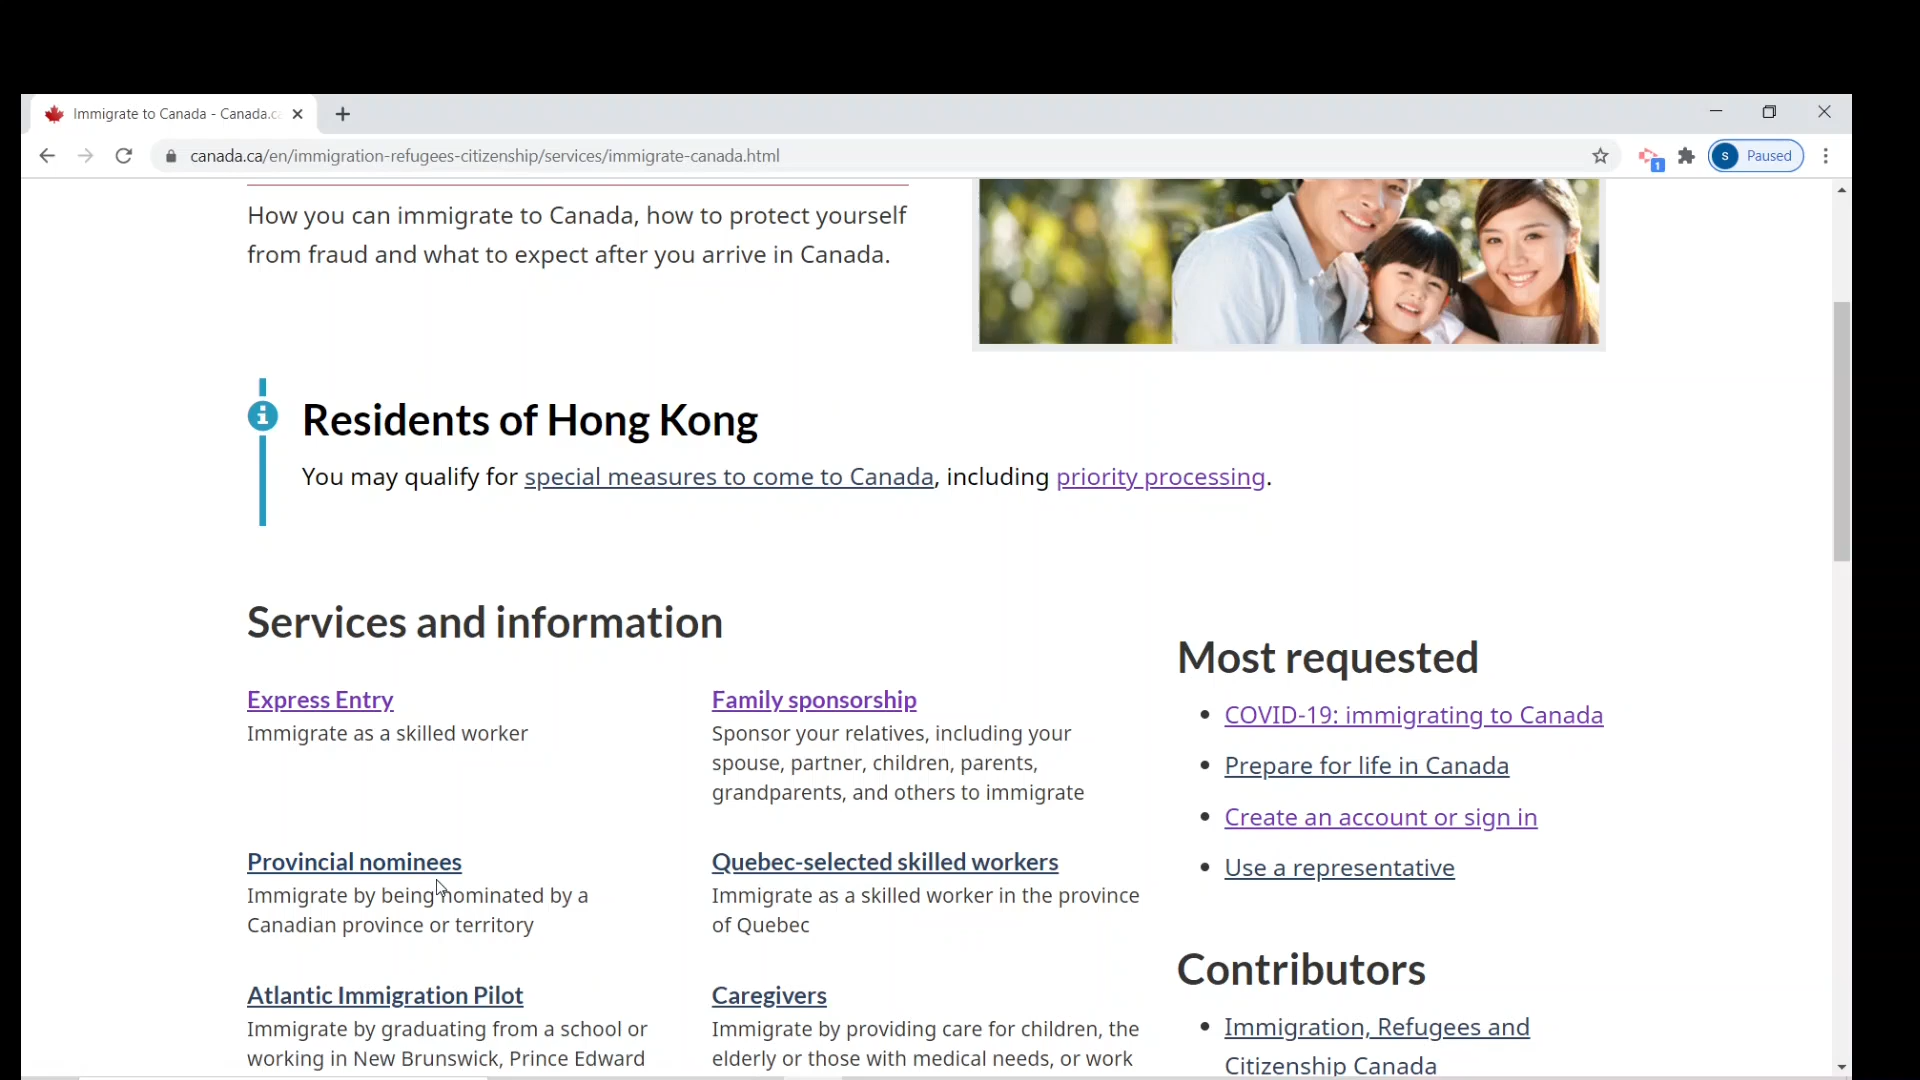 Immigrate to Canada - Canada.c
canada.ca/en/immigration-refugees-citizenship/services/immigrate-canada.html
1
S
Paused
How you can immigrate to Canada, how to protect yourself
from fraud and what to expect after you arrive in Canada.
Residents of Hong Kong
You may qualify for special measures to come to Canada, including priority processing.
Services and information
Express Entry
Immigrate as a skilled worker
Family sponsorship
Sponsor your relatives, including your
spouse, partner, children, parents,
grandparents, and others to immigrate
Provincial nominees
Immigrate by being nominated by a
Canadian province or territory
Quebec-selected skilled workers
Immigrate as a skilled worker in the province
of Quebec
Atlantic Immigration Pilot
Immigrate by graduating from a school or
working in New Brunswick, Prince Edward
Caregivers
Immigrate by providing care for children, the
elderly or those with medical needs, or work
Most requested
• COVID-19: immigrating to Canada
• Prepare for life in Canada
• Create an account or sign in
• Use a representative
Contributors
• Immigration, Refugees and
Citizenship Canada